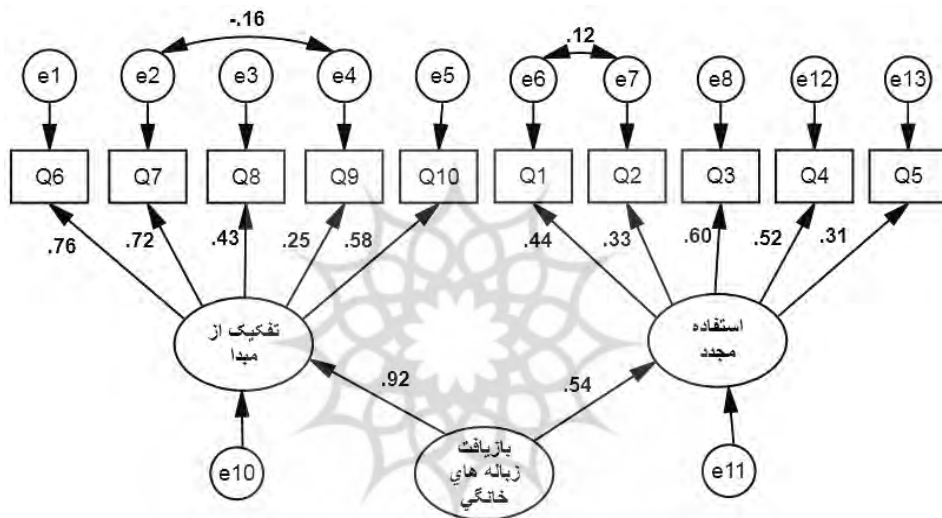 -.16
.12
e1 e2 e3 e4 e5 e6 e7 e8 e12 e13
Q6 Q7 Q8 Q9 Q10 Q1 Q2 Q3 Q4 Q5
.76 .72 .43 .25 .58 .44 .33 .60 .52 .31
تفکیک از
مبدا
استفاده
مجدد
.92 .54
بازیافت
زباله هاي
خانگي
e10 e11